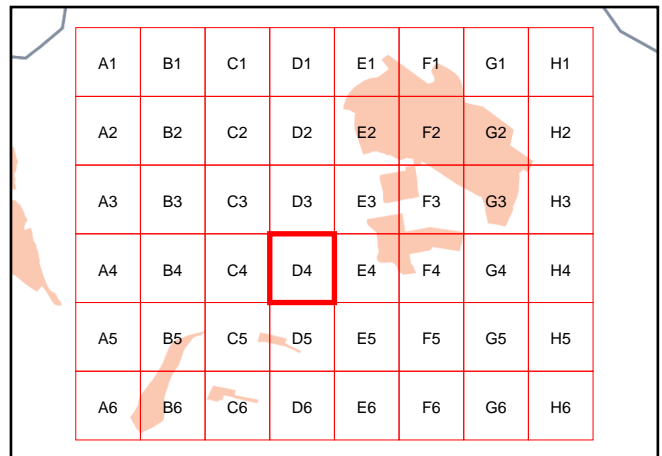 A1 B1 C1 D1 E1 F1 G1 H1
A2 B2 C2 D2 E2 F2 G2 H2
A3 B3 C3 D3 E3 F3 G3 H3
A4 B4 C4 D4 E4 F4 G4 H4
A5 B5 C5 D5 E5 F5 G5 H5
A6 B6 C6 D6 E6 F6 G6 H6